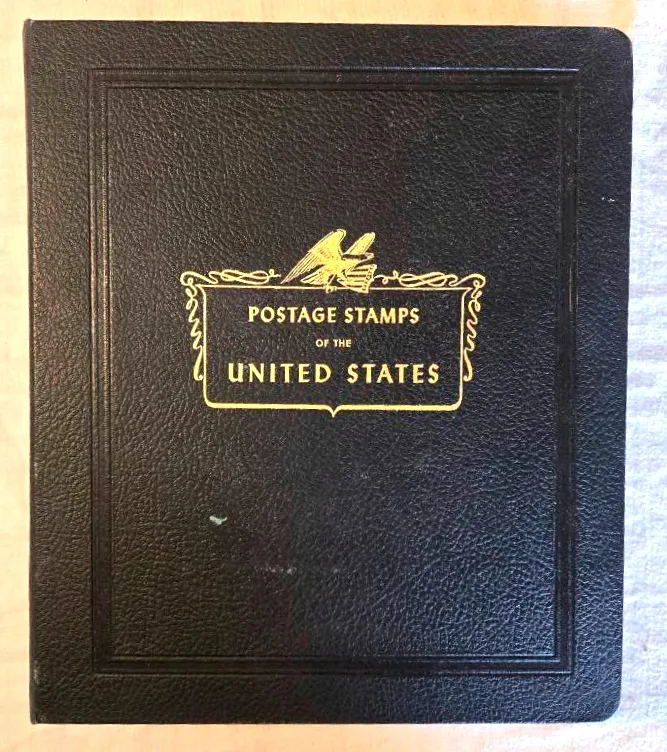 POSTAGE STAMPS
OF THE
UNITED STATES